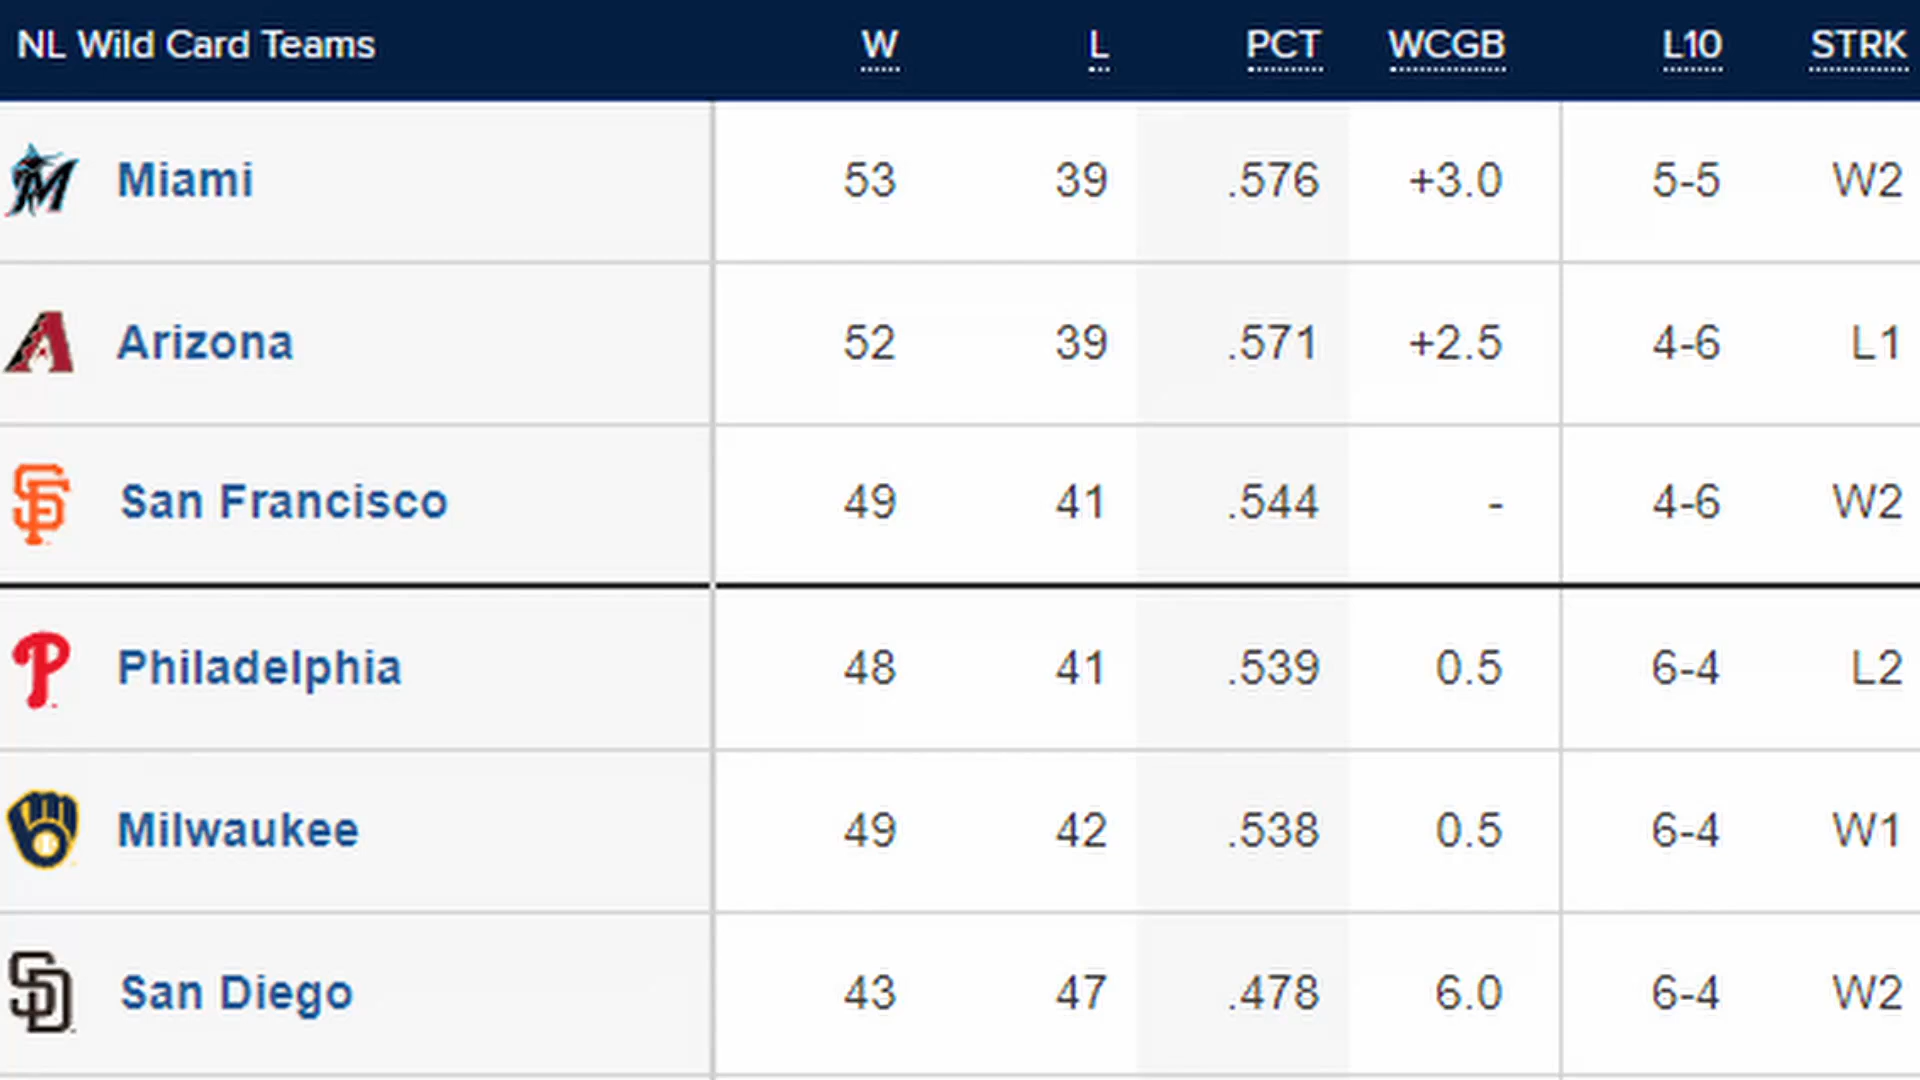 NL Wild Card Teams W L PCT WCGB L10 STRK
Miami 53 39 .576 +3.0 5-5 W2
Arizona 52 39 .571 +2.5 4-6 L1
San Francisco 49 41 .544 - 4-6 W2
Philadelphia 48 41 .539 0.5 6-4 L2
Milwaukee 49 42 .538 0.5 6-4 W1
San Diego 43 47 .478 6.0 6-4 W2